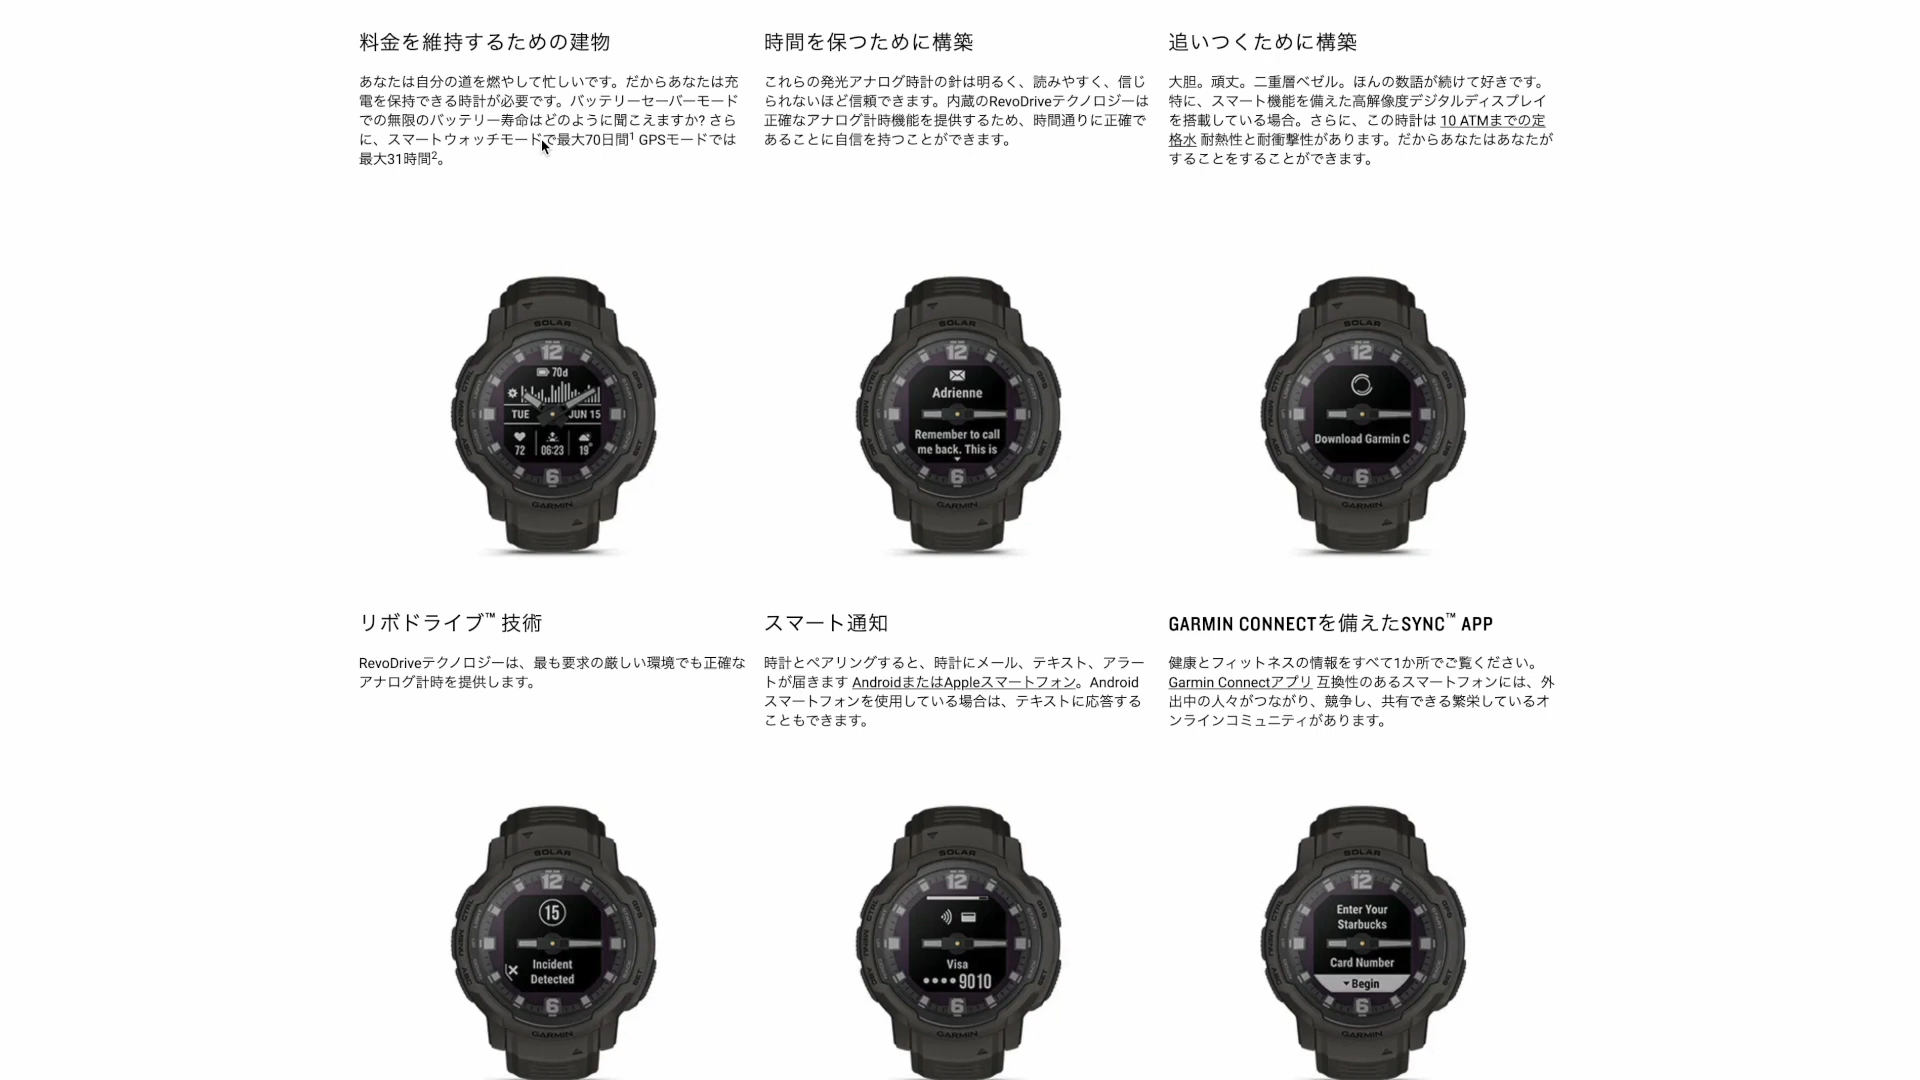 料金を維持するための建物
あなたは自分の道を燃やして忙しいです。だからあなたは充
電を保持できる時計が必要です。バッテリーセーバーモード
での無限のバッテリー寿命はどのように聞こえますか? さら
に、スマートウォッチモードで最大70日間1 GPSモードでは
最大31時間2。
時間を保つために構築
これらの発光アナログ時計の針は明るく、読みやすく、信じ
られないほど信頼できます。内蔵のRevoDriveテクノロジーは
正確なアナログ計時機能を提供するため、時間通りに正確で
あることに自信を持つことができます。
追いつくために構築
大胆。頑丈。二重層ベゼル。ほんの数語が続けて好きです。
特に、スマート機能を備えた高解像度デジタルディスプレイ
を搭載している場合。さらに、この時計は 10 ATMまでの定
格水 耐熱性と耐衝撃性があります。だからあなたはあなたが
することをすることができます。
SOLAR
12
70d
TUE JUN 15
72 06:23 19°
6
GARMIN
SOLAR
12
Adrienne
Remember to call
me back. This is
6
GARMIN
SOLAR
12
Download Garmin C
6
GARMIN
リボドライブ™ 技術
RevoDriveテクノロジーは、最も要求の厳しい環境でも正確な
アナログ計時を提供します。
スマート通知
時計とペアリングすると、時計にメール、テキスト、アラー
トが届きます AndroidまたはAppleスマートフォン。Android
スマートフォンを使用している場合は、テキストに応答する
こともできます。
GARMIN CONNECTを備えたSYNC™ APP
健康とフィットネスの情報をすべて1か所でご覧ください。
Garmin Connectアプリ 互換性のあるスマートフォンには、外
出中の人々がつながり、競争し、共有できる繁栄しているオ
ンラインコミュニティがあります。
SOLAR
12
15
Incident
Detected
6
GARMIN
SOLAR
12
Visa
••••9010
6
GARMIN
SOLAR
12
Enter Your
Starbucks
Card Number
Begin
6
GARMIN